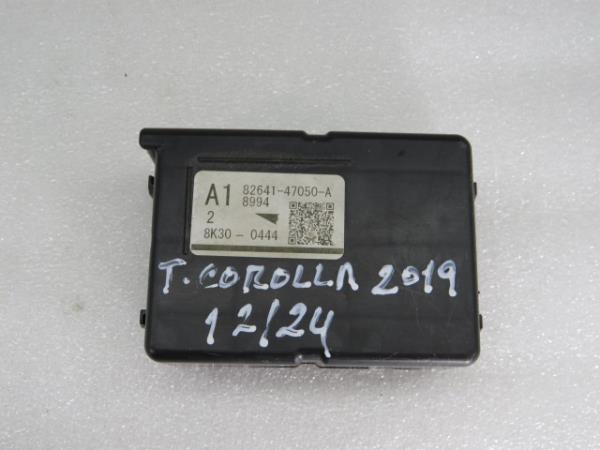 A1 82641-47050-A
8994
2
8K30-0444
T. COROLLA 2019
12/24